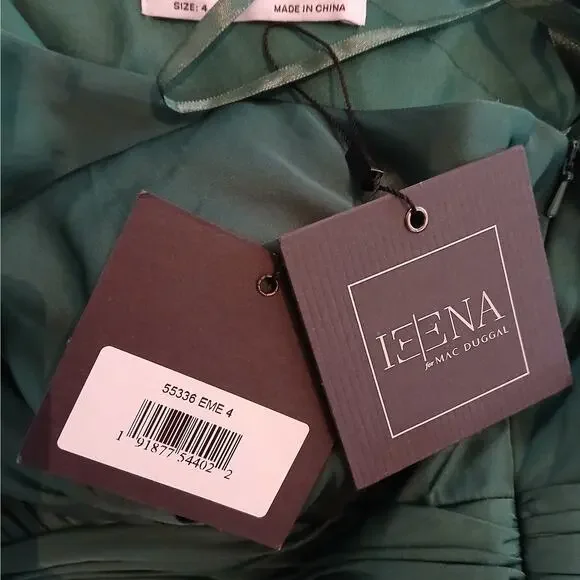 SIZE: 4 MADE IN CHINA
IEENA
for MAC DUGGAL
55336 EME 4
1 91877 54402 2